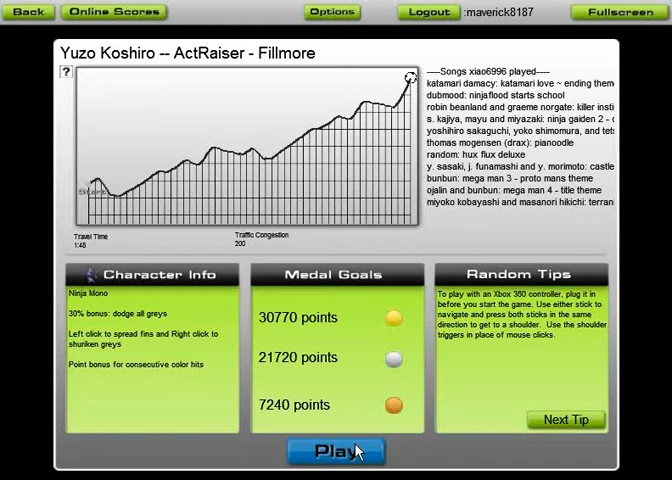 Back
Online Scores
Options
Logout
:maverick8187
Fullscreen
Yuzo Koshiro -- ActRaiser - Fillmore
?
----Songs xiao6996 played----
katamari damacy: katamari love ~ ending them
dubmood: ninjaflood starts school
robin beanland and graeme norgate: killer insti
s. kajiya, mayu and miyazaki: ninja gaiden 2 -
yoshihiro sakaguchi, yoko shimomura, and tets
thomas mogensen (drax): pianoodle
random: hux flux deluxe
y. sasaki, j. funamashi and y. morimoto: castle
bunbun: mega man 3 - proto mans theme
ojalin and bunbun: mega man 4 - title theme
miyoko kobayashi and masanori hikichi: terran
Start
Travel Time
1:48
Traffic Congestion
200
Character Info
Ninja Mono
30% bonus: dodge all greys
Left click to spread fins and Right click to
shuriken greys
Point bonus for consecutive color hits
Medal Goals
30770 points
21720 points
7240 points
Random Tips
To play with an Xbox 360 controller, plug it in
before you start the game. Use either stick to
navigate and press both sticks in the same
direction to get to a shoulder. Use the shoulder
triggers in place of mouse clicks.
Next Tip
Play